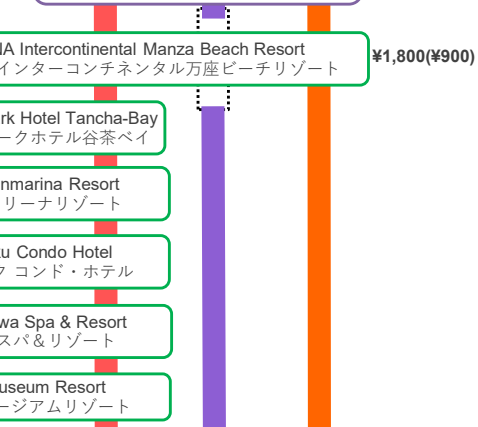 NA Intercontinental Manza Beach Resort
インターコンチネンタル万座ビーチリゾート
¥1,800(¥900)
rk Hotel Tancha-Bay
ークホテル谷茶ベイ
nmarina Resort
リーナリゾート
u Condo Hotel
ク コンド・ホテル
wa Spa & Resort
スパ＆リゾート
useum Resort
ージアムリゾート